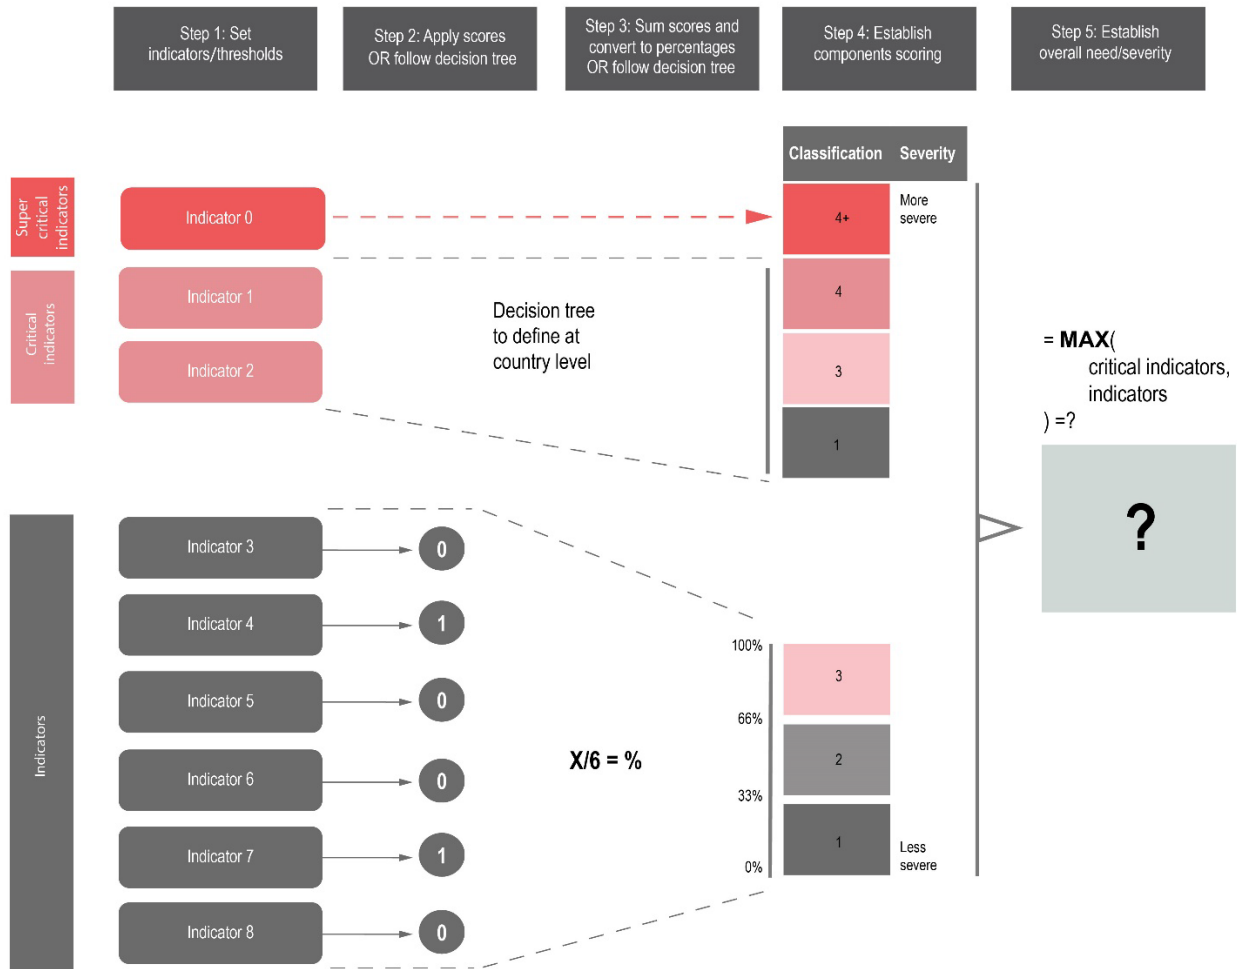 Step 1: Set
indicators/thresholds
Step 2: Apply scores
OR follow decision tree
Step 3: Sum scores and
convert to percentages
OR follow decision tree
Step 4: Establish
components scoring
Step 5: Establish
overall need/severity
Classification
Severity
Super
critical
indicators
Indicator 0
4+
More
severe
Critical
indicators
Indicator 1
Indicator 2
Decision tree
to define at
country level
4
3
1
= MAX(
critical indicators,
indicators
) =?
?
Indicators
Indicator 3
0
Indicator 4
1
Indicator 5
0
Indicator 6
0
Indicator 7
1
Indicator 8
0
X/6 = %
100%
66%
33%
0%
3
2
1
Less
severe